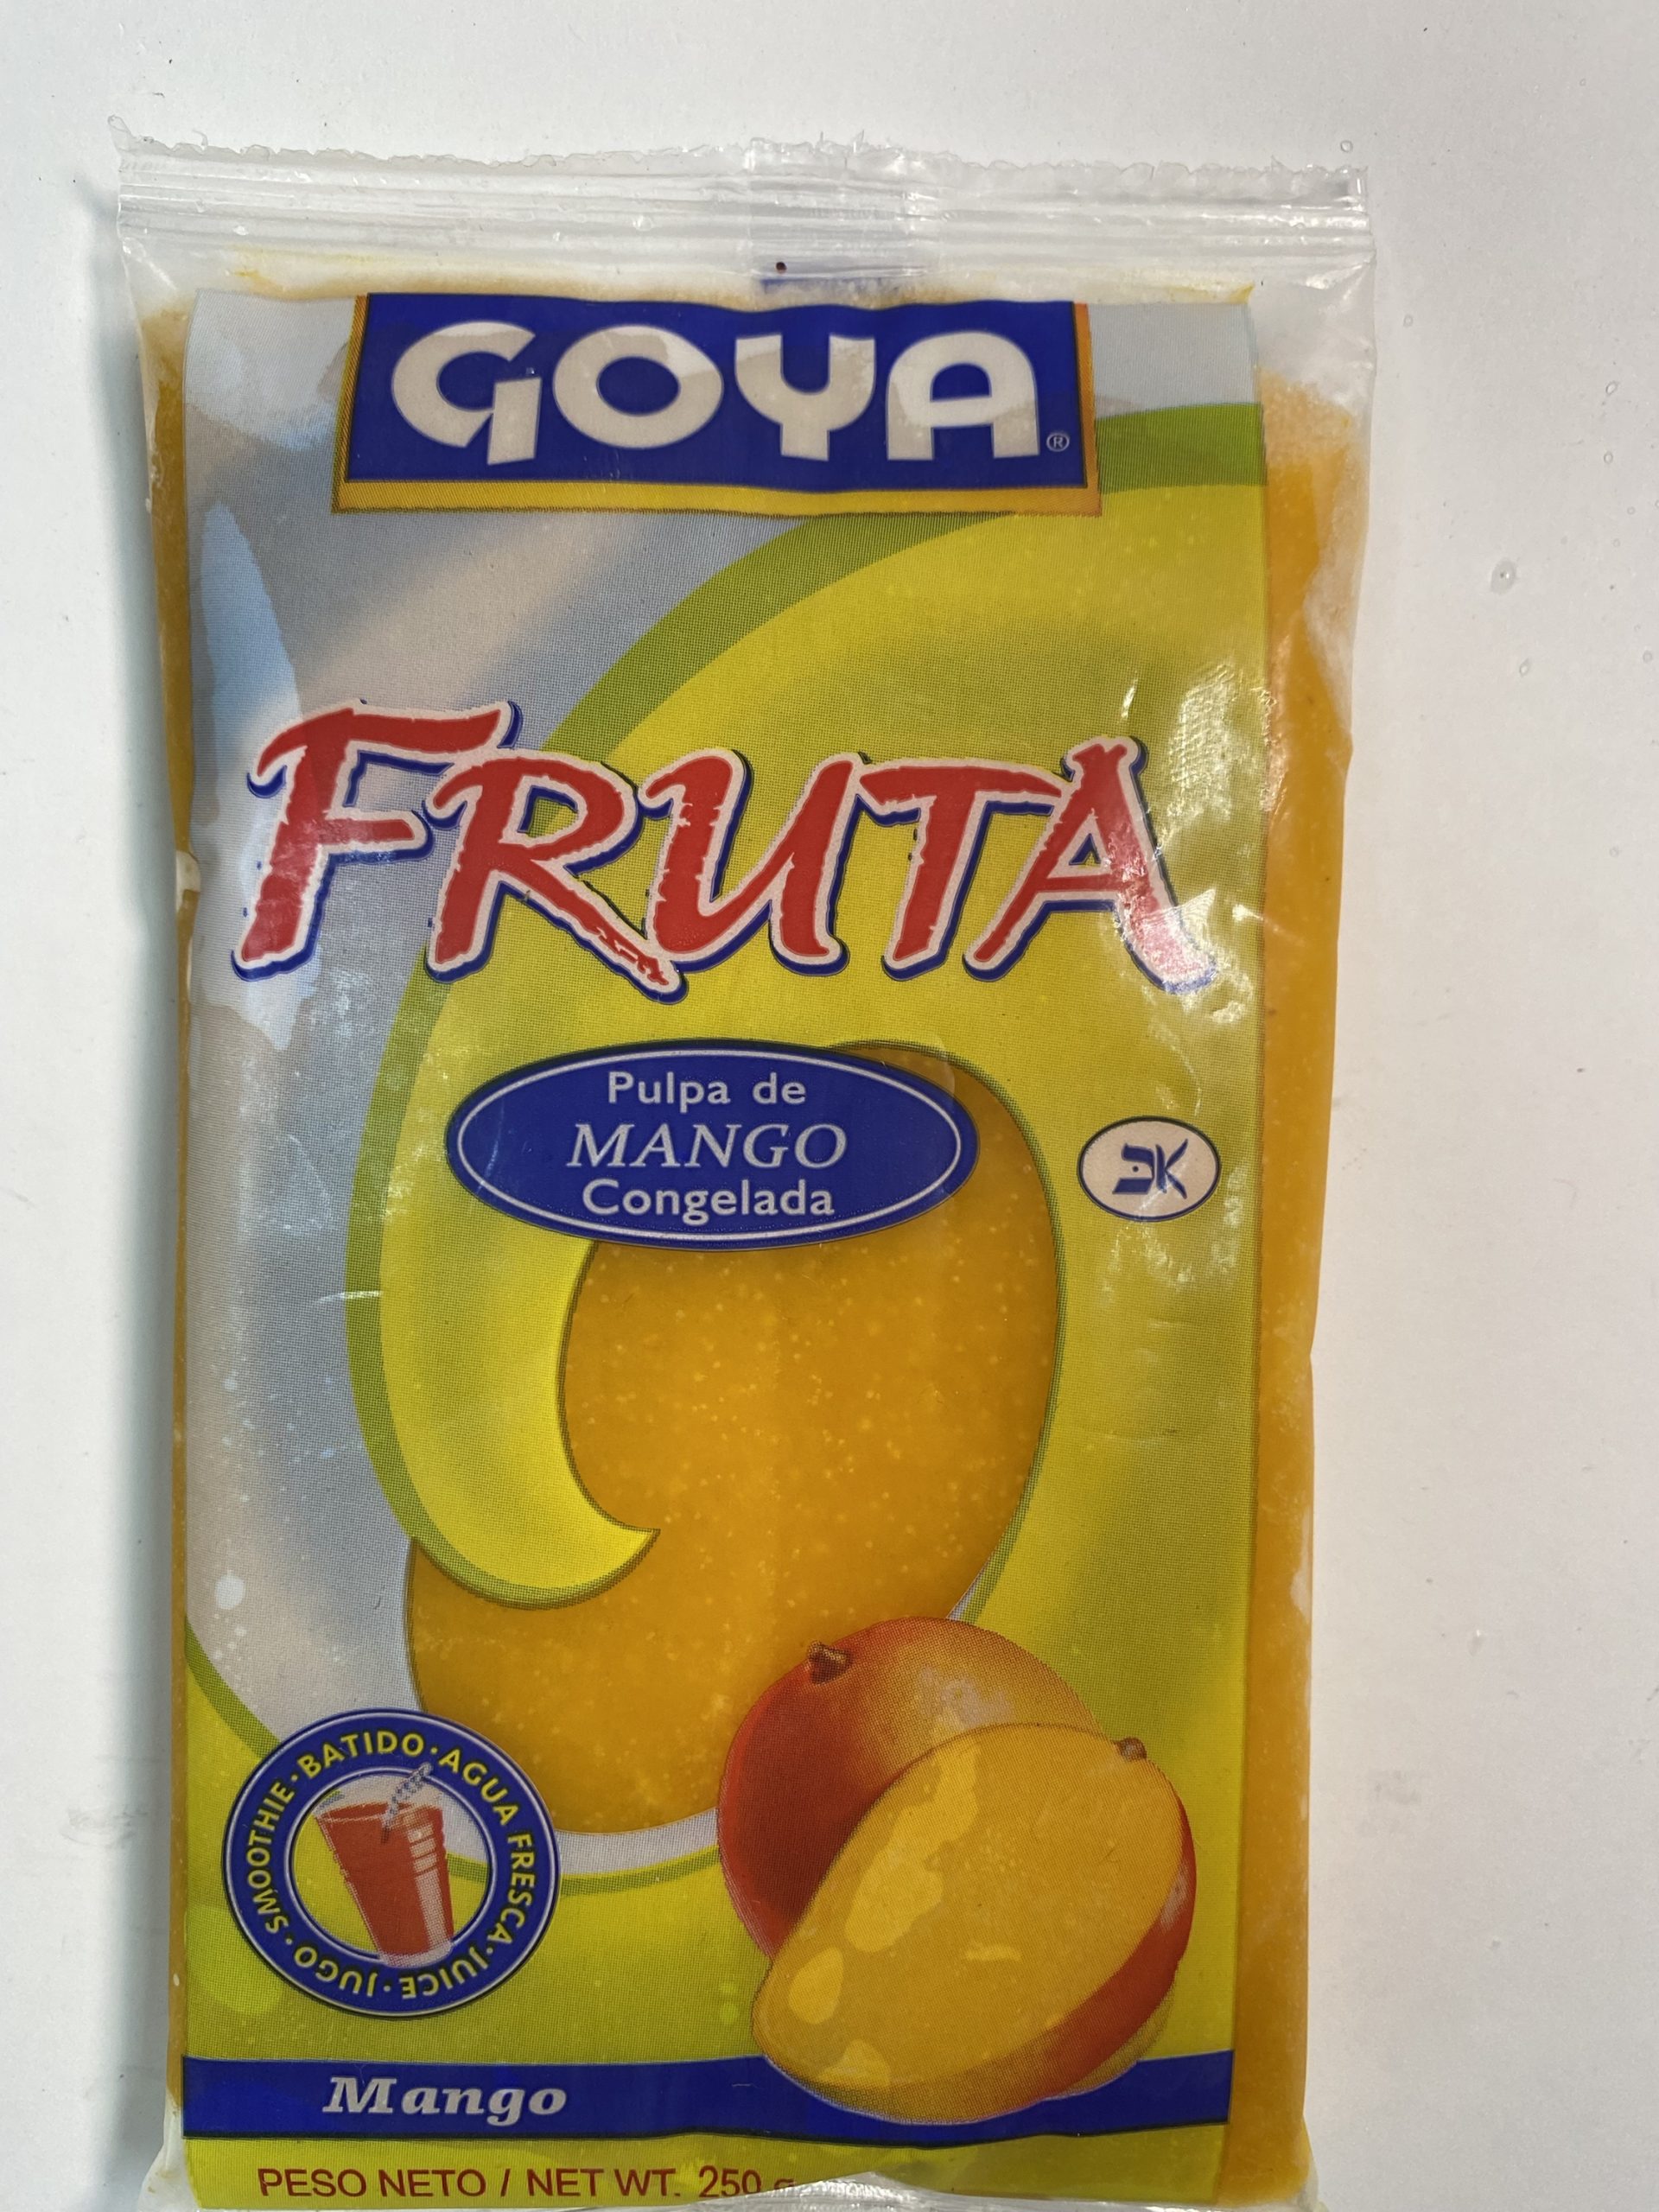 GOYA®
FRUTA
Pulpa de
MANGO
Congelada
SMOOTHIE · BATIDO · AGUA FRESCA · JUICE · JUGO ·
Mango
PESO NETO / NET WT. 250